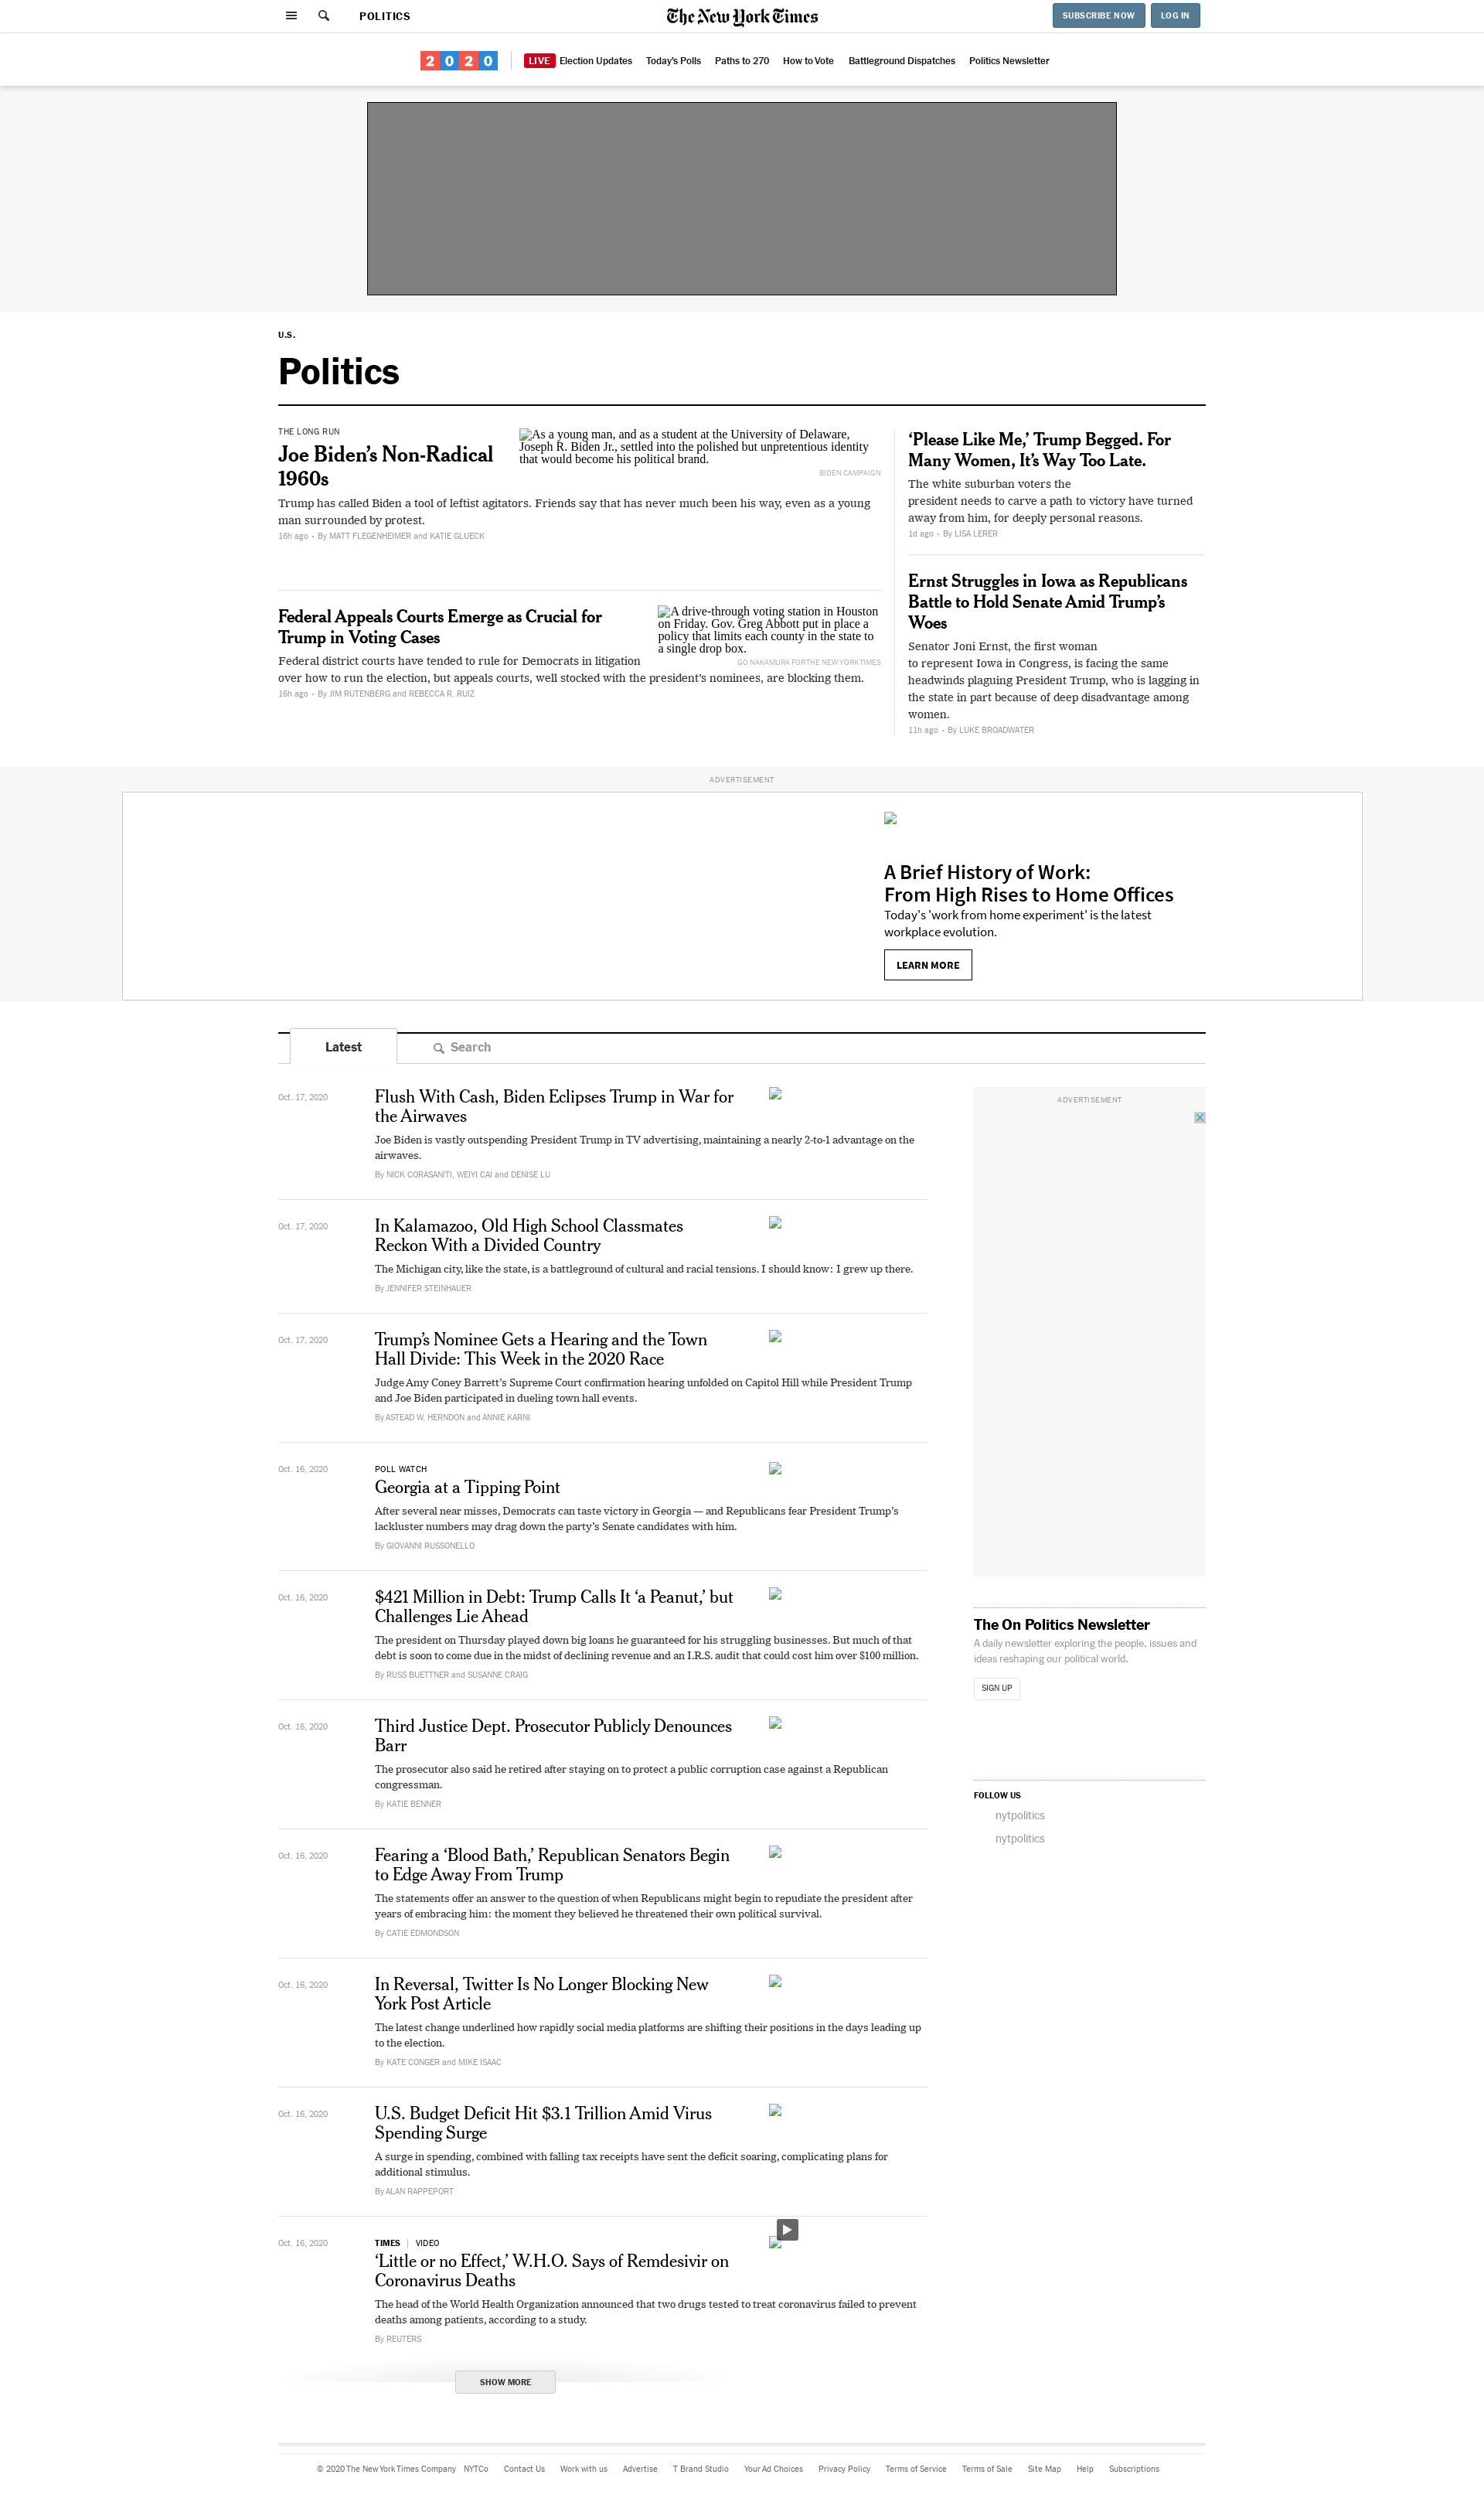 POLITICS
The New York Times
SUBSCRIBE NOW
LOG IN
2020
LIVE Election Updates
Today's Polls
Paths to 270
How to Vote
Battleground Dispatches
Politics Newsletter
U.S.
Politics
THE LONG RUN
Joe Biden’s Non-Radical
1960s
As a young man, and as a student at the University of Delaware,
Joseph R. Biden Jr., settled into the polished but unpretentious identity
that would become his political brand.
BIDEN CAMPAIGN
Trump has called Biden a tool of leftist agitators. Friends say that has never much been his way, even as a young
man surrounded by protest.
16h ago • By MATT FLEGENHEIMER and KATIE GLUECK
Federal Appeals Courts Emerge as Crucial for
Trump in Voting Cases
A drive-through voting station in Houston
on Friday. Gov. Greg Abbott put in place a
policy that limits each county in the state to
a single drop box.
GO NAKAMURA FOR THE NEW YORK TIMES
Federal district courts have tended to rule for Democrats in litigation
over how to run the election, but appeals courts, well stocked with the president’s nominees, are blocking them.
16h ago • By JIM RUTENBERG and REBECCA R. RUIZ
‘Please Like Me,’ Trump Begged. For
Many Women, It’s Way Too Late.
The white suburban voters the
president needs to carve a path to victory have turned
away from him, for deeply personal reasons.
1d ago • By LISA LERER
Ernst Struggles in Iowa as Republicans
Battle to Hold Senate Amid Trump’s
Woes
Senator Joni Ernst, the first woman
to represent Iowa in Congress, is facing the same
headwinds plaguing President Trump, who is lagging in
the state in part because of deep disadvantage among
women.
11h ago • By LUKE BROADWATER
ADVERTISEMENT
A Brief History of Work:
From High Rises to Home Offices
Today's 'work from home experiment' is the latest
workplace evolution.
LEARN MORE
Latest
Search
Oct. 17, 2020
Flush With Cash, Biden Eclipses Trump in War for
the Airwaves
Joe Biden is vastly outspending President Trump in TV advertising, maintaining a nearly 2-to-1 advantage on the
airwaves.
By NICK CORASANITI, WEIYI CAI and DENISE LU
Oct. 17, 2020
In Kalamazoo, Old High School Classmates
Reckon With a Divided Country
The Michigan city, like the state, is a battleground of cultural and racial tensions. I should know: I grew up there.
By JENNIFER STEINHAUER
Oct. 17, 2020
Trump’s Nominee Gets a Hearing and the Town
Hall Divide: This Week in the 2020 Race
Judge Amy Coney Barrett’s Supreme Court confirmation hearing unfolded on Capitol Hill while President Trump
and Joe Biden participated in dueling town hall events.
By ASTEAD W. HERNDON and ANNIE KARNI
Oct. 16, 2020
POLL WATCH
Georgia at a Tipping Point
After several near misses, Democrats can taste victory in Georgia — and Republicans fear President Trump’s
lackluster numbers may drag down the party’s Senate candidates with him.
By GIOVANNI RUSSONELLO
Oct. 16, 2020
$421 Million in Debt: Trump Calls It ‘a Peanut,’ but
Challenges Lie Ahead
The president on Thursday played down big loans he guaranteed for his struggling businesses. But much of that
debt is soon to come due in the midst of declining revenue and an I.R.S. audit that could cost him over $100 million.
By RUSS BUETTNER and SUSANNE CRAIG
Oct. 16, 2020
Third Justice Dept. Prosecutor Publicly Denounces
Barr
The prosecutor also said he retired after staying on to protect a public corruption case against a Republican
congressman.
By KATIE BENNER
Oct. 16, 2020
Fearing a ‘Blood Bath,’ Republican Senators Begin
to Edge Away From Trump
The statements offer an answer to the question of when Republicans might begin to repudiate the president after
years of embracing him: the moment they believed he threatened their own political survival.
By CATIE EDMONDSON
Oct. 16, 2020
In Reversal, Twitter Is No Longer Blocking New
York Post Article
The latest change underlined how rapidly social media platforms are shifting their positions in the days leading up
to the election.
By KATE CONGER and MIKE ISAAC
Oct. 16, 2020
U.S. Budget Deficit Hit $3.1 Trillion Amid Virus
Spending Surge
A surge in spending, combined with falling tax receipts have sent the deficit soaring, complicating plans for
additional stimulus.
By ALAN RAPPEPORT
Oct. 16, 2020
TIMES | VIDEO
‘Little or no Effect,’ W.H.O. Says of Remdesivir on
Coronavirus Deaths
The head of the World Health Organization announced that two drugs tested to treat coronavirus failed to prevent
deaths among patients, according to a study.
By REUTERS
SHOW MORE
ADVERTISEMENT
The On Politics Newsletter
A daily newsletter exploring the people, issues and
ideas reshaping our political world.
SIGN UP
FOLLOW US
nytpolitics
nytpolitics
© 2020 The New York Times Company
NYTCo
Contact Us
Work with us
Advertise
T Brand Studio
Your Ad Choices
Privacy Policy
Terms of Service
Terms of Sale
Site Map
Help
Subscriptions